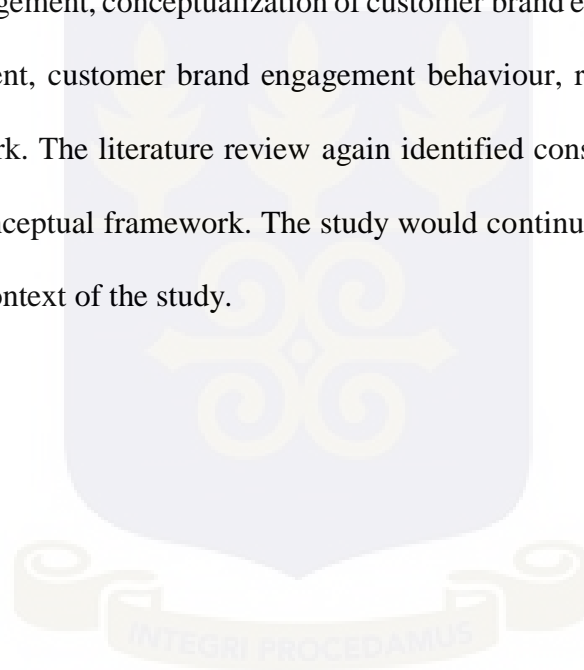 gement, conceptualization of customer brand e
ent, customer brand engagement behaviour, r
rk. The literature review again identified cons
nceptual framework. The study would continu
ontext of the study.
INTEGRI PROCEDAMUS